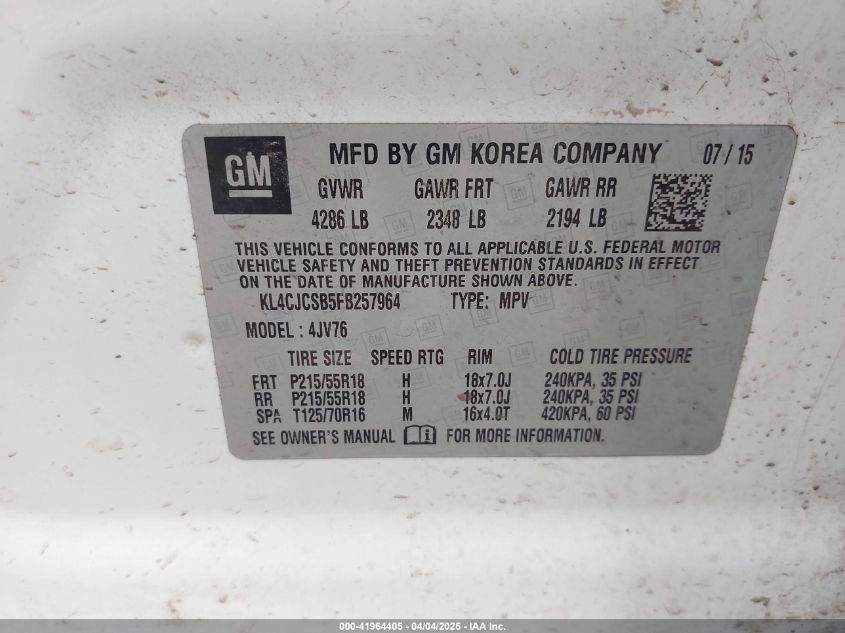 GM MFD BY GM KOREA COMPANY 07/15
GVWR GAWR FRT GAWR RR
4286 LB 2348 LB 2194 LB
THIS VEHICLE CONFORMS TO ALL APPLICABLE U.S. FEDERAL MOTOR
VEHICLE SAFETY AND THEFT PREVENTION STANDARDS IN EFFECT
ON THE DATE OF MANUFACTURE SHOWN ABOVE.
KL4CJCSB5FB257964 TYPE: MPV
MODEL : 4JV76
TIRE SIZE SPEED RTG RIM COLD TIRE PRESSURE
FRT P215/55R18 H 18x7.0J 240KPA, 35 PSI
RR P215/55R18 H 18x7.0J 240KPA, 35 PSI
SPA T125/70R16 M 16x4.0T 420KPA, 60 PSI
SEE OWNER'S MANUAL FOR MORE INFORMATION.
000-41964405 - 04/04/2025 - IAA Inc.